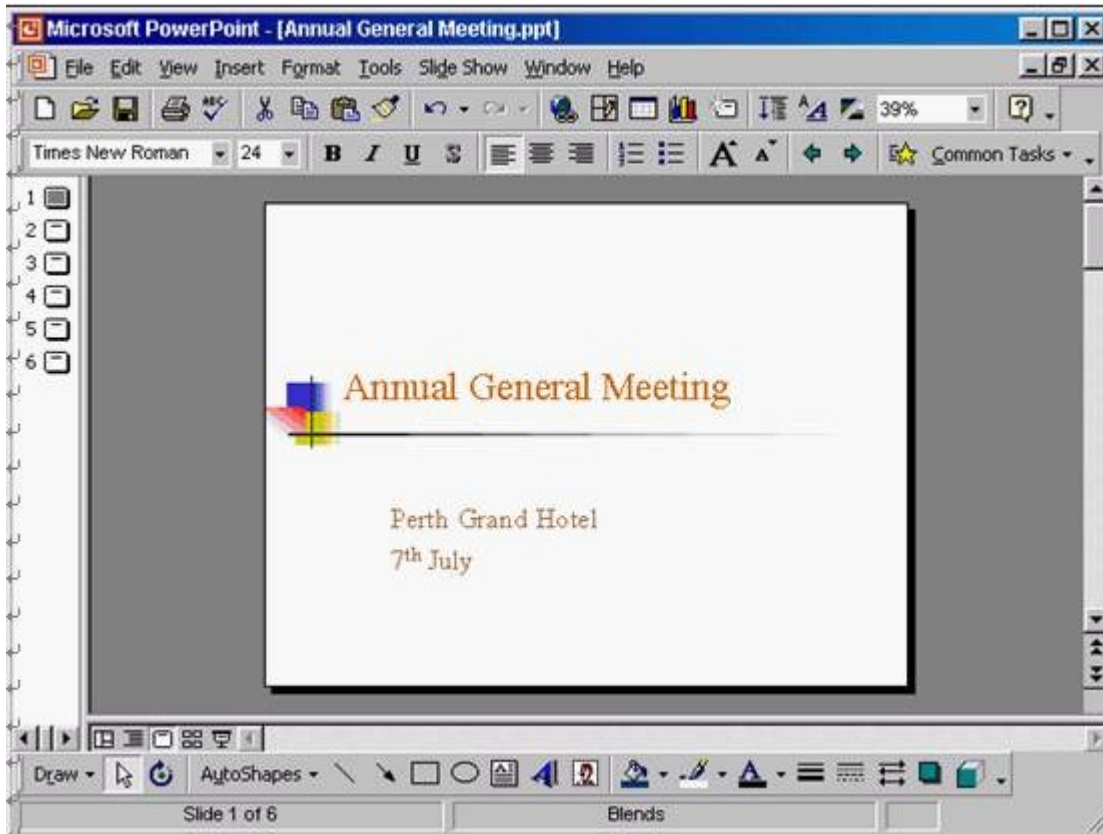 Microsoft PowerPoint - [Annual General Meeting.ppt]
File Edit View Insert Format Tools Slide Show Window Help
39%
Times New Roman 24 B I U S A A Common Tasks
1
2
3
4
5
6
Annual General Meeting
Perth Grand Hotel
7th July
Draw AutoShapes
Slide 1 of 6 Blends